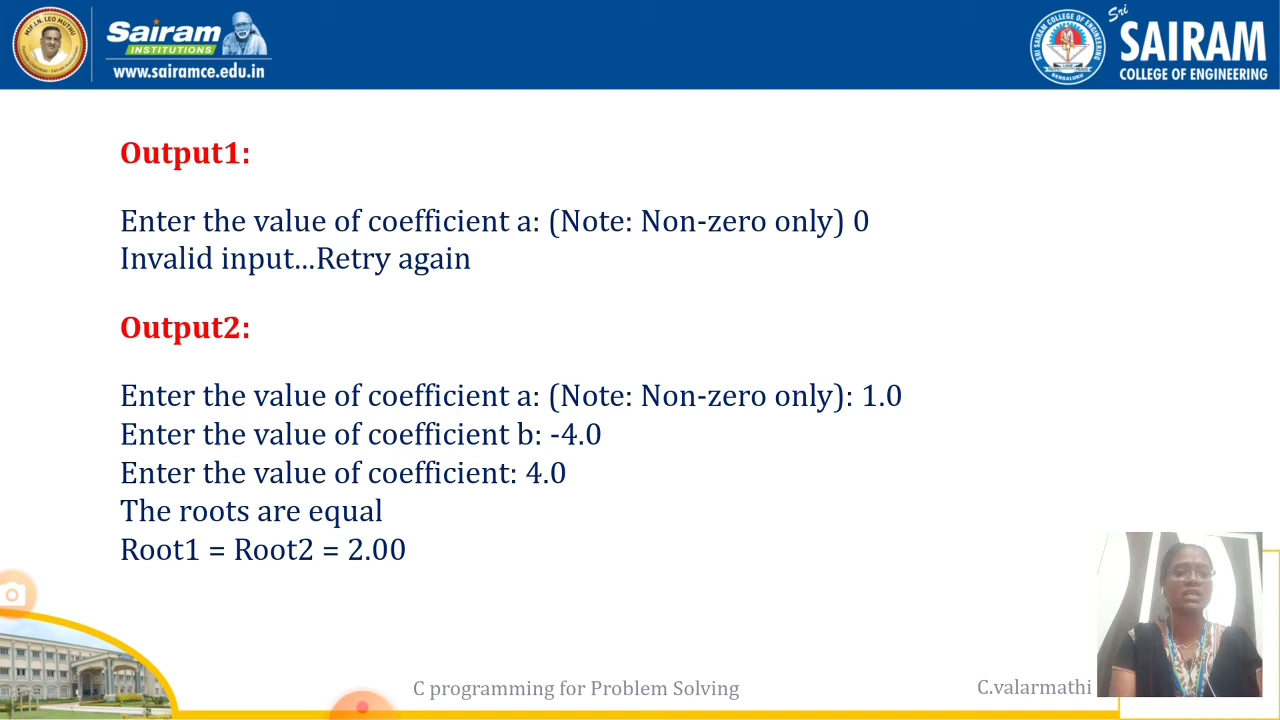 Sairam
INSTITUTIONS
www.sairamce.edu.in
Sri
SAIRAM
COLLEGE OF ENGINEERING
Output1:
Enter the value of coefficient a: (Note: Non-zero only) 0
Invalid input...Retry again
Output2:
Enter the value of coefficient a: (Note: Non-zero only): 1.0
Enter the value of coefficient b: -4.0
Enter the value of coefficient: 4.0
The roots are equal
Root1 = Root2 = 2.00
C programming for Problem Solving
C.valarmathi